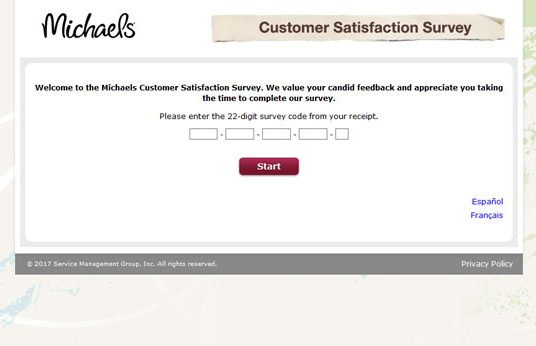 Michaels
Customer Satisfaction Survey
Welcome to the Michaels Customer Satisfaction Survey. We value your candid feedback and appreciate you taking
the time to complete our survey.
Please enter the 22-digit survey code from your receipt.
- - - -
Start
Español
Français
© 2017 Service Management Group, Inc. All rights reserved.
Privacy Policy